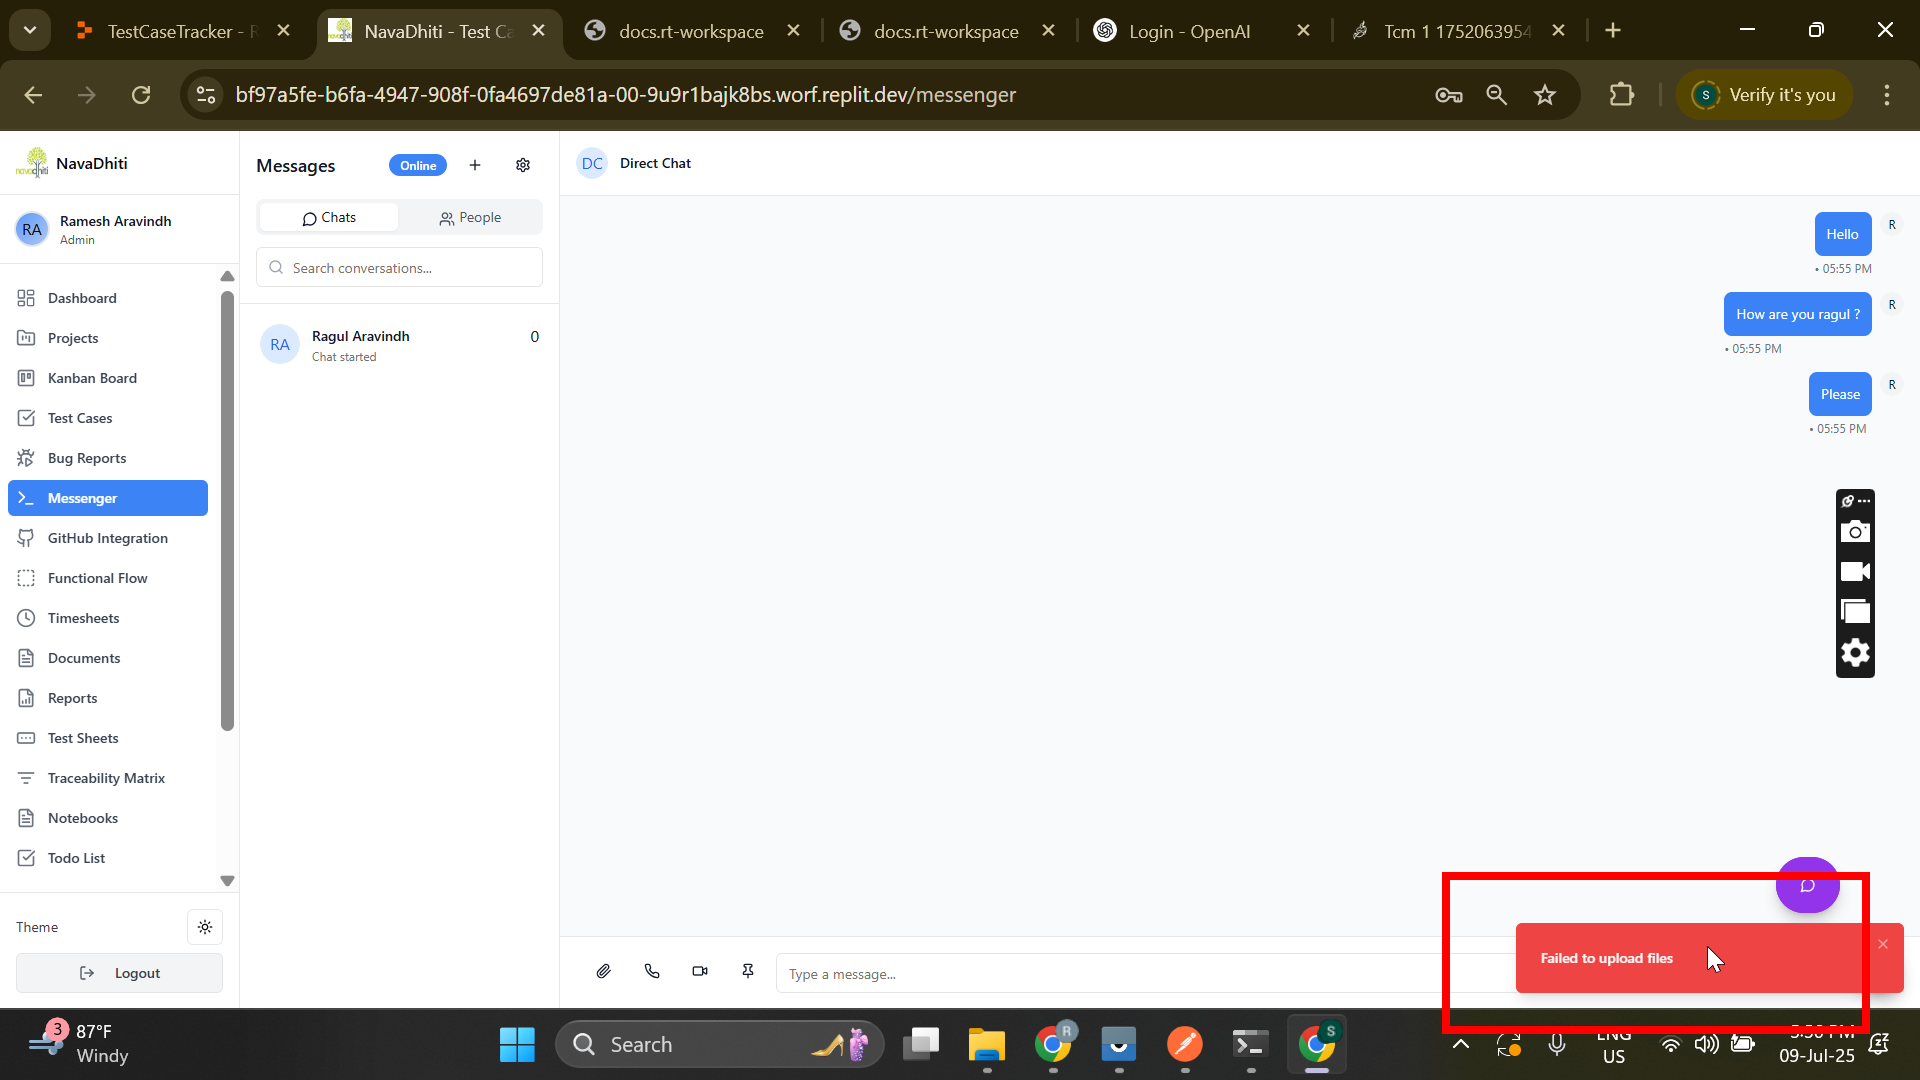 TestCaseTracker - R
NavaDhiti - Test Ca
docs.rt-workspace
docs.rt-workspace
Login - OpenAI
Tcm 1 1752063954
bf97a5fe-b6fa-4947-908f-0fa4697de81a-00-9u9r1bajk8bs.worf.replit.dev/messenger
S
Verify it's you
navadhiti
NavaDhiti
RA
Ramesh Aravindh
Admin
Dashboard
Projects
Kanban Board
Test Cases
Bug Reports
Messenger
GitHub Integration
Functional Flow
Timesheets
Documents
Reports
Test Sheets
Traceability Matrix
Notebooks
Todo List
Theme
Logout
Messages
Online
Chats
People
Search conversations...
RA
Ragul Aravindh
0
Chat started
DC
Direct Chat
Hello
R
• 05:55 PM
How are you ragul ?
R
• 05:55 PM
Please
R
• 05:55 PM
Type a message...
Failed to upload files
3
87°F
Windy
Search
R
S
ENG
US
09-Jul-25